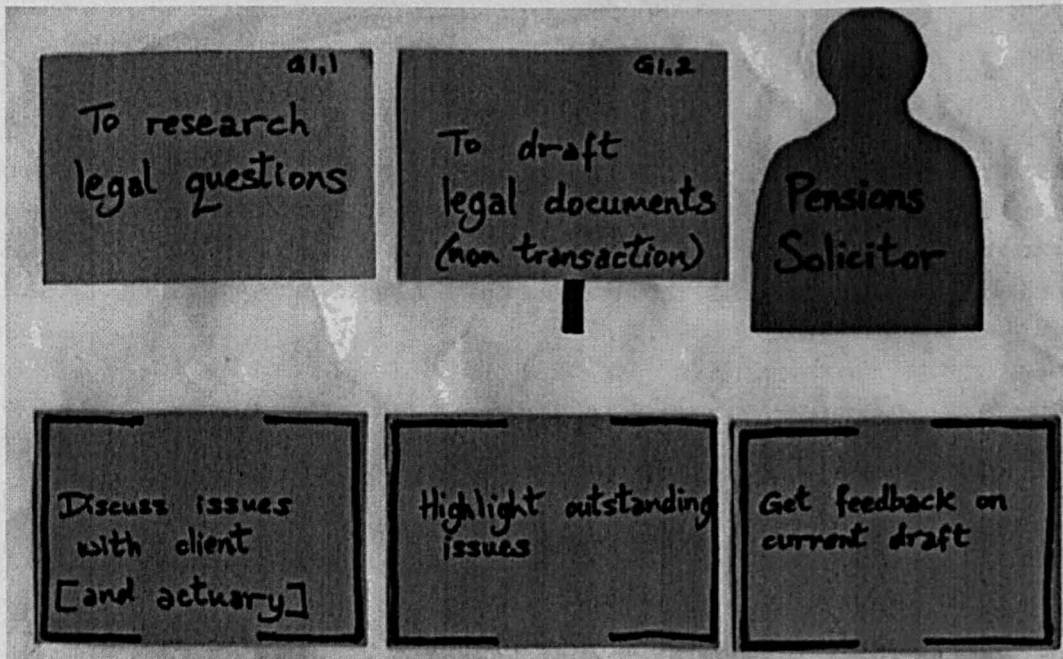 G1.1
To research
legal questions
G1.2
To draft
legal documents
(non transaction)
Pensions
Solicitor
Discuss issues
with client
[and actuary]
Highlight outstanding
issues
Get feedback on
current draft